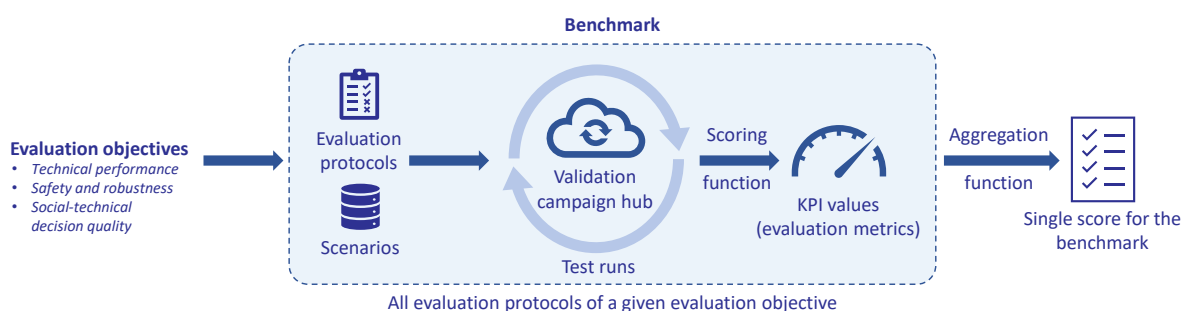 Benchmark
Evaluation objectives
• Technical performance
• Safety and robustness
• Social-technical
decision quality
Evaluation
protocols
Scenarios
Validation
campaign hub
Test runs
Scoring
function
KPI values
(evaluation metrics)
Aggregation
function
Single score for the
benchmark
All evaluation protocols of a given evaluation objective